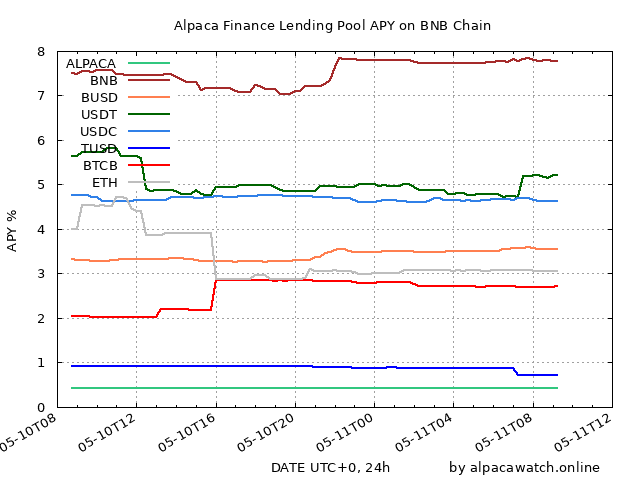 Alpaca Finance Lending Pool APY on BNB Chain
8
7
6
5
4
3
2
1
0
APY %
ALPACA
BNB
BUSD
USDT
USDC
TUSD
BTCB
ETH
05-10T08 05-10T12 05-10T16 05-10T20 05-11T00 05-11T04 05-11T08 05-11T12
DATE UTC+0, 24h by alpacawatch.online